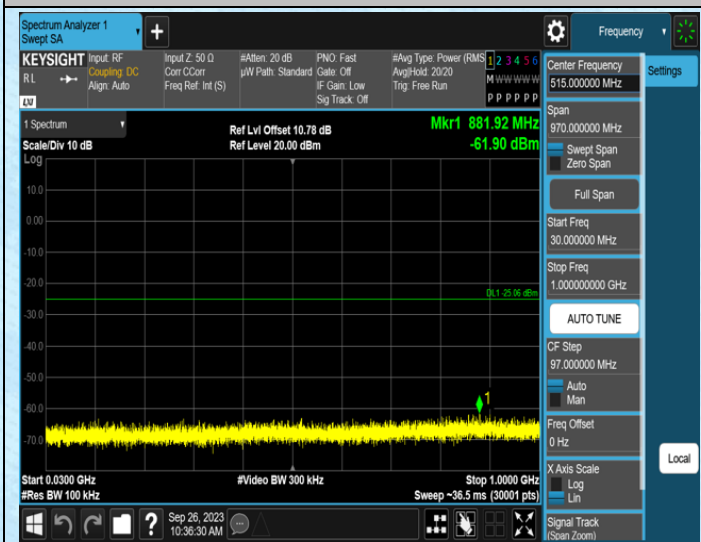 Spectrum Analyzer 1
Swept SA
Frequency
KEYSIGHT
RL
LXI
Input: RF
Coupling: DC
Align: Auto
Input Z: 50 Ω
Corr CCorr
Freq Ref: Int (S)
#Atten: 20 dB
µW Path: Standard
PNO: Fast
Gate: Off
IF Gain: Low
Sig Track: Off
#Avg Type: Power (RMS
Avg|Hold: 20/20
Trig: Free Run
1 2 3 4 5 6
M W W W W W
P P P P P P
1 Spectrum
Scale/Div 10 dB
Log
Ref Lvl Offset 10.78 dB
Ref Level 20.00 dBm
Mkr1 881.92 MHz
-61.90 dBm
10.0
0.00
-10.0
-20.0
DL1 -25.06 dBm
-30.0
-40.0
-50.0
-60.0
1
-70.0
Start 0.0300 GHz
#Res BW 100 kHz
#Video BW 300 kHz
Stop 1.0000 GHz
Sweep ~36.5 ms (30001 pts)
?
Sep 26, 2023
10:36:30 AM
Center Frequency
515.000000 MHz
Span
970.000000 MHz
Swept Span
Zero Span
Full Span
Start Freq
30.000000 MHz
Stop Freq
1.000000000 GHz
AUTO TUNE
CF Step
97.000000 MHz
Auto
Man
Freq Offset
0 Hz
X Axis Scale
Log
Lin
Signal Track
(Span Zoom)
Settings
Local